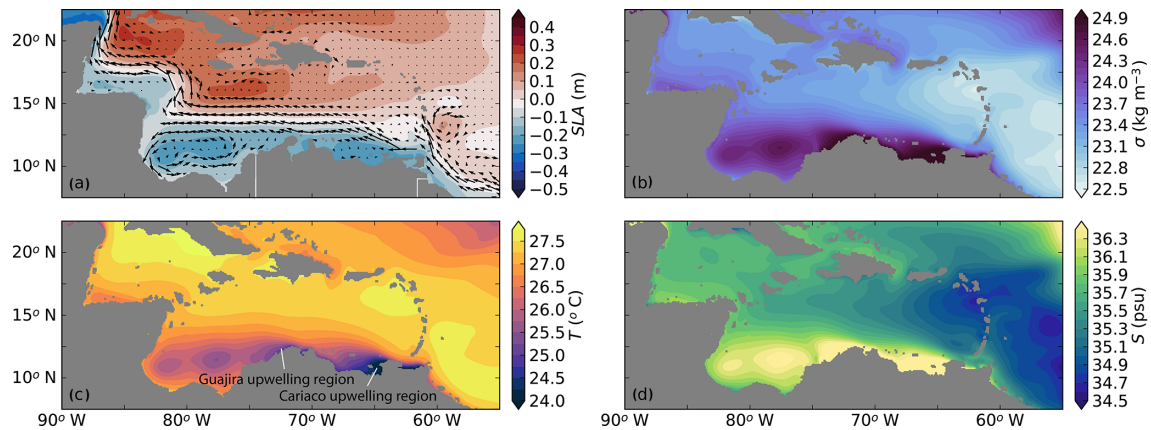 20° N
15° N
10° N
(a)
0.4
0.3
0.2
0.1
0.0
−0.1
−0.2
−0.3
−0.4
−0.5
SLA (m)
(b)
24.9
24.6
24.3
24.0
23.7
23.4
23.1
22.8
22.5
σ (kg m⁻³)
20° N
15° N
10° N
Guajira upwelling region
Cariaco upwelling region
(c)
90° W
80° W
70° W
60° W
27.5
27.0
26.5
26.0
25.5
25.0
24.5
24.0
T (° C)
(d)
90° W
80° W
70° W
60° W
36.3
36.1
35.9
35.7
35.5
35.3
35.1
34.9
34.7
34.5
S (psu)